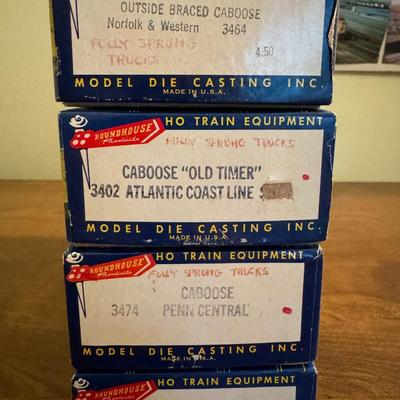 OUTSIDE BRACED CABOOSE
Norfolk & Western 3464
FULLY SPRUNG
TRUCKS
4.50
MODEL DIE CASTING INC.
MADE IN U.S.A.
ROUNDHOUSE
Products
HO TRAIN EQUIPMENT
FULLY SPRUNG TRUCKS
CABOOSE "OLD TIMER"
3402 ATLANTIC COAST LINE
MODEL DIE CASTING INC.
MADE IN U.S.A.
ROUNDHOUSE
Products
HO TRAIN EQUIPMENT
FULLY SPRUNG TRUCKS
CABOOSE
3474 PENN CENTRAL
MODEL DIE CASTING INC.
MADE IN U.S.A.
ROUNDHOUSE
Products
HO TRAIN EQUIPMENT